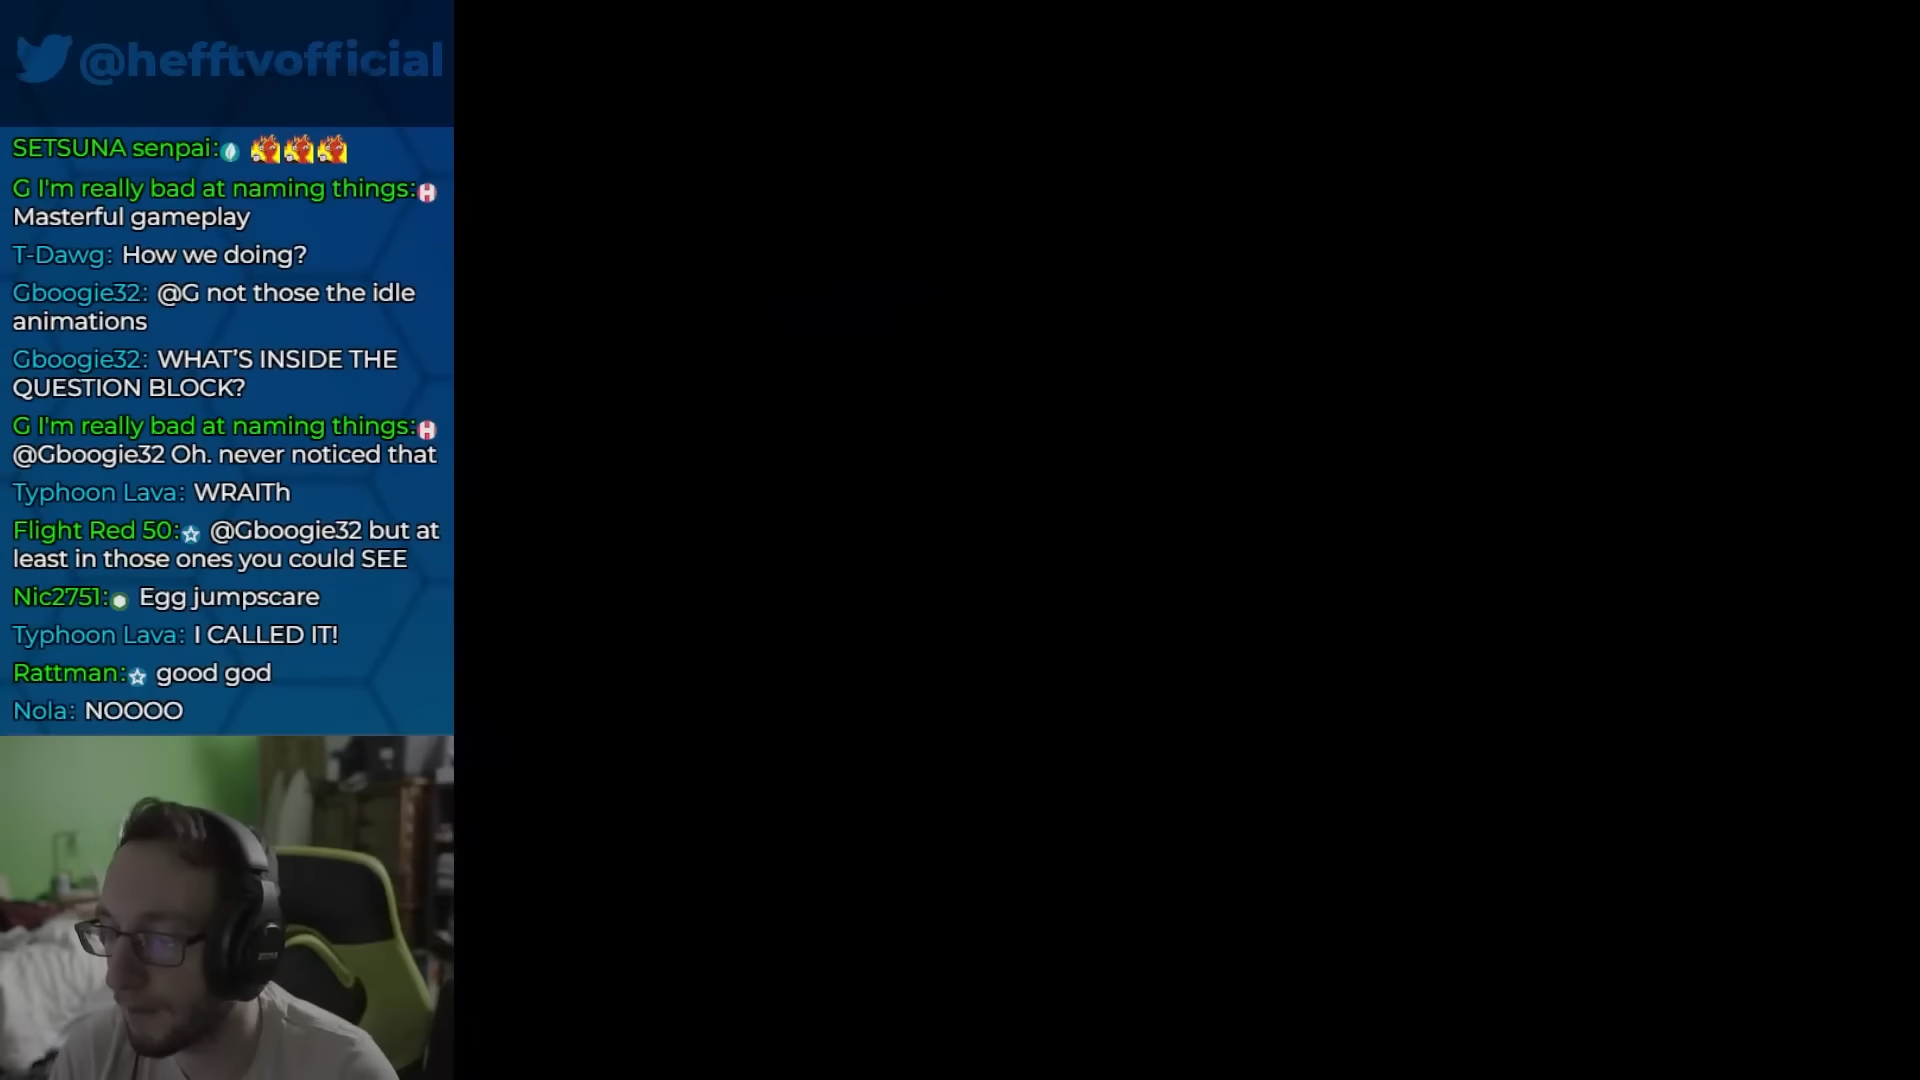 @hefftvofficial
SETSUNA senpai:
G I'm really bad at naming things:
Masterful gameplay
T-Dawg: How we doing?
Gboogie32: @G not those the idle
animations
Gboogie32: WHAT'S INSIDE THE
QUESTION BLOCK?
G I'm really bad at naming things:
@Gboogie32 Oh. never noticed that
Typhoon Lava: WRAITh
Flight Red 50: @Gboogie32 but at
least in those ones you could SEE
Nic2751: Egg jumpscare
Typhoon Lava: I CALLED IT!
Rattman: good god
Nola: NOOOO